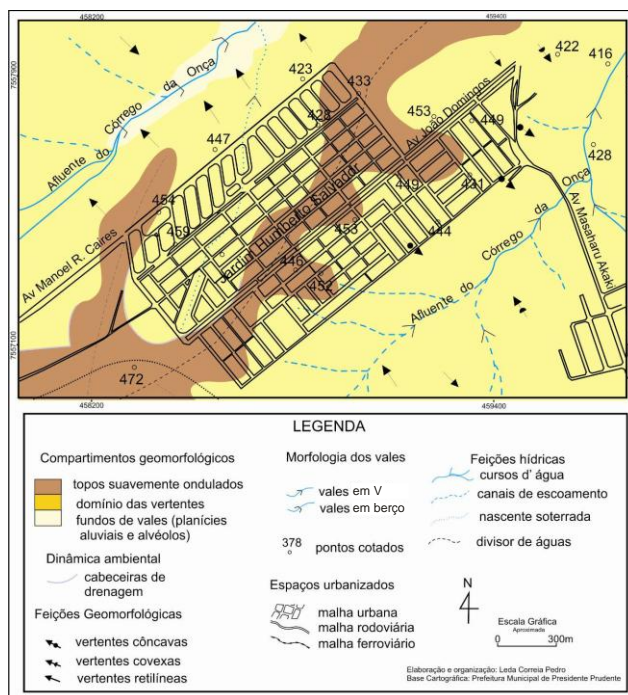 458200
459400
7557900
423
433
453
422
416
Afluente do Córrego da Onça
447
428
Av João Domingos
449
428
454
459
Jardim Humberto Salvador
449
431
453
444
446
452
Av Manoel R. Caires
Afluente do Córrego da Onça
Av Masaharu Akaki
472
458200
459400
LEGENDA
Compartimentos geomorfológicos
topos suavemente ondulados
domínio das vertentes
fundos de vales (planícies
aluviais e alvéolos)
Dinâmica ambiental
cabeceiras de
drenagem
Feições Geomorfológicas
vertentes côncavas
vertentes covexas
vertentes retilíneas
Morfologia dos vales
vales em V
vales em berço
378
pontos cotados
Espaços urbanizados
malha urbana
malha rodoviária
malha ferroviário
Feições hídricas
cursos d' água
canais de escoamento
nascente soterrada
divisor de águas
N
Escala Gráfica
Aproximada
0 300m
Elaboração e organização: Leda Correia Pedro
Base Cartográfica: Prefeitura Municipal de Presidente Prudente